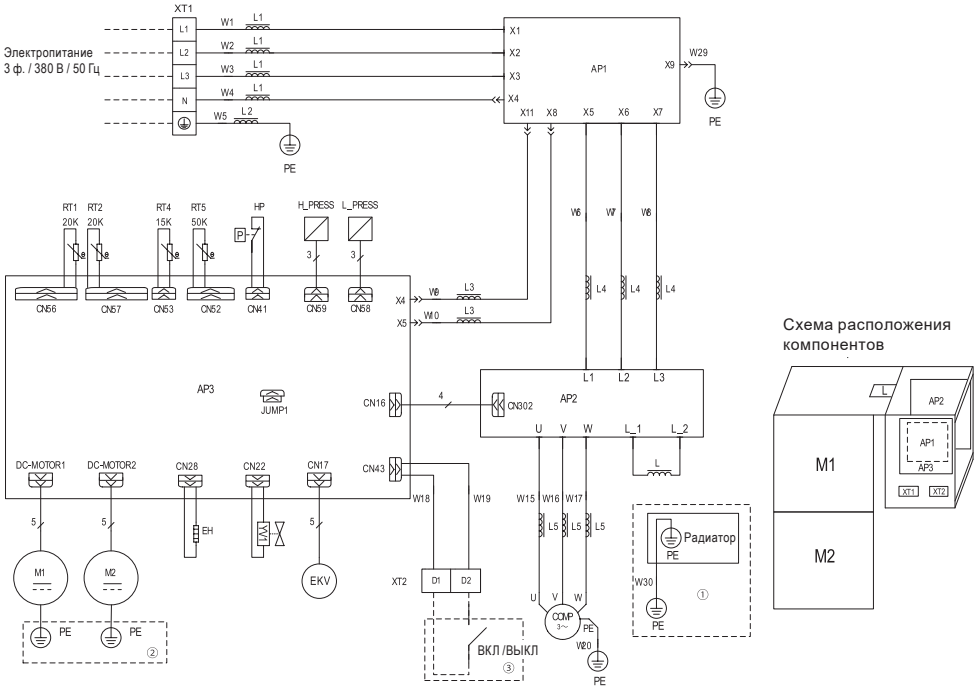 XT1
Электропитание
3 ф. / 380 В / 50 Гц
L1 W1 L1 X1
L2 W2 L1 X2
L3 W3 L1 X3
N W4 L1 X4
W5 L2
PE
AP1
X9 W29
PE
X11 X8 X5 X6 X7
W6 W7 W8
L4 L4 L4
RT1 RT2 RT4 RT5 HP H_PRESS L_PRESS
20K 20K 15K 50K
P
θ θ θ θ
3 3
CN56 CN57 CN53 CN52 CN41 CN59 CN58
X4 W9 L3
X5 W10 L3
AP3
JUMP1
CN16 4 CN302
L1 L2 L3
AP2
U V W L_1 L_2
L
DC-MOTOR1 DC-MOTOR2 CN28 CN22 CN17 CN43
W18 W19
5 5 EH YV1 5
M1 M2 EKV
PE PE
②
XT2 D1 D2
ВКЛ /ВЫКЛ
③
W15 W16 W17
L5 L5 L5
U V W
COMP
3~
PE
W20
PE
Радиатор
PE
W30
PE
①
Схема расположения
компонентов
L
AP2
AP1
AP3
XT1 XT2
M1
M2